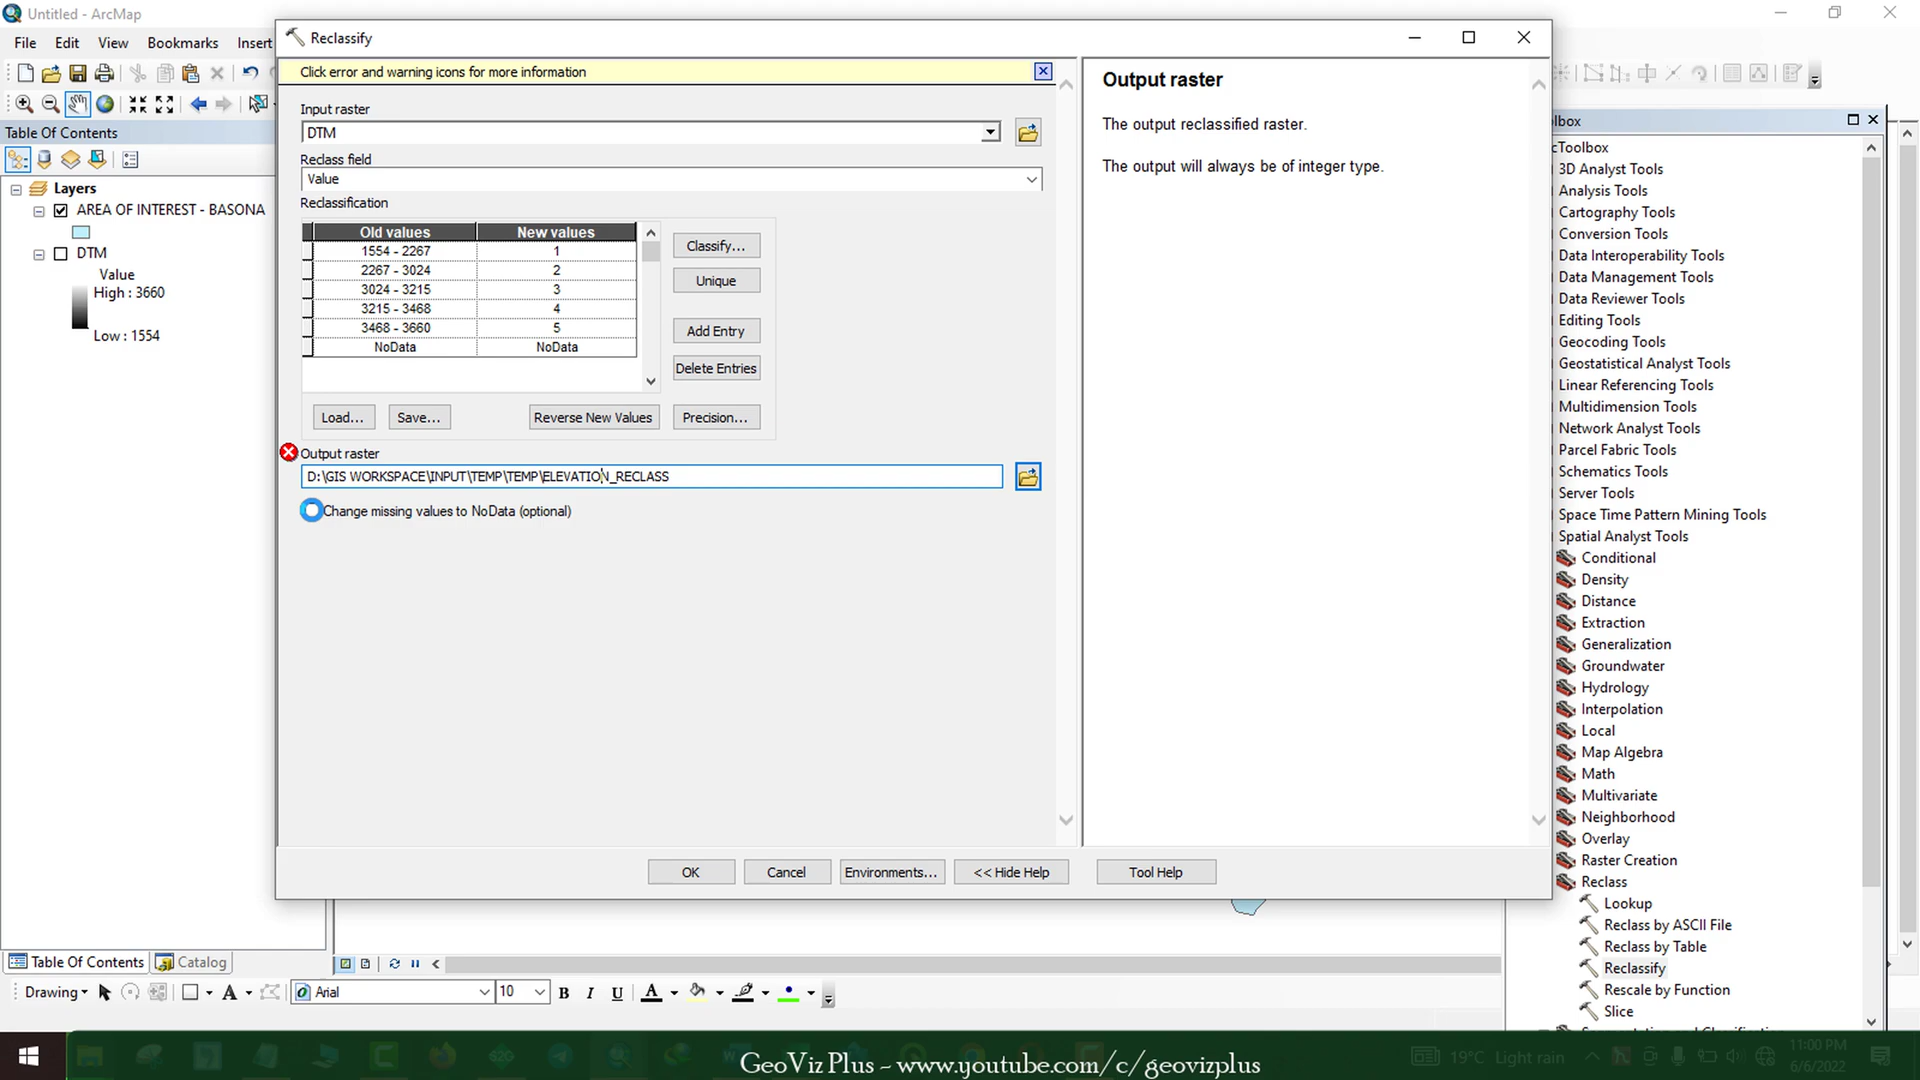 Untitled - ArcMap
File Edit View Bookmarks Insert
Table Of Contents
Layers
AREA OF INTEREST - BASONA
DTM
Value
High : 3660
Low : 1554
Reclassify
Click error and warning icons for more information
Input raster
DTM
Reclass field
Value
Reclassification
Old values New values
1554 - 2267 1
2267 - 3024 2
3024 - 3215 3
3215 - 3468 4
3468 - 3660 5
NoData NoData
Classify...
Unique
Add Entry
Delete Entries
Load... Save... Reverse New Values Precision...
Output raster
D:\GIS WORKSPACE\INPUT\TEMP\TEMP\ELEVATION_RECLASS
Change missing values to NoData (optional)
OK Cancel Environments... << Hide Help Tool Help
Output raster
The output reclassified raster.
The output will always be of integer type.
lbox
cToolbox
3D Analyst Tools
Analysis Tools
Cartography Tools
Conversion Tools
Data Interoperability Tools
Data Management Tools
Data Reviewer Tools
Editing Tools
Geocoding Tools
Geostatistical Analyst Tools
Linear Referencing Tools
Multidimension Tools
Network Analyst Tools
Parcel Fabric Tools
Schematics Tools
Server Tools
Space Time Pattern Mining Tools
Spatial Analyst Tools
Conditional
Density
Distance
Extraction
Generalization
Groundwater
Hydrology
Interpolation
Local
Map Algebra
Math
Multivariate
Neighborhood
Overlay
Raster Creation
Reclass
Lookup
Reclass by ASCII File
Reclass by Table
Reclassify
Rescale by Function
Slice
Table Of Contents Catalog
Drawing A Arial 10 B I U A
GeoViz Plus - www.youtube.com/c/geovizplus
19°C Light rain
11:00 PM
6/6/2022